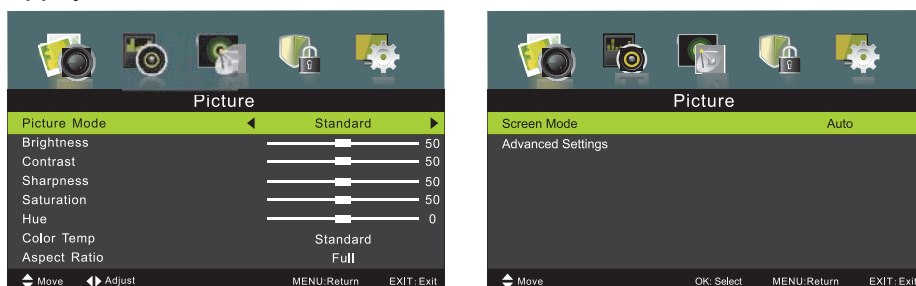 Picture
Picture Mode Standard
Brightness 50
Contrast 50
Sharpness 50
Saturation 50
Hue 0
Color Temp Standard
Aspect Ratio Full
Move Adjust MENU:Return EXIT:Exit
Picture
Screen Mode Auto
Advanced Settings
Move OK: Select MENU:Return EXIT:Exit